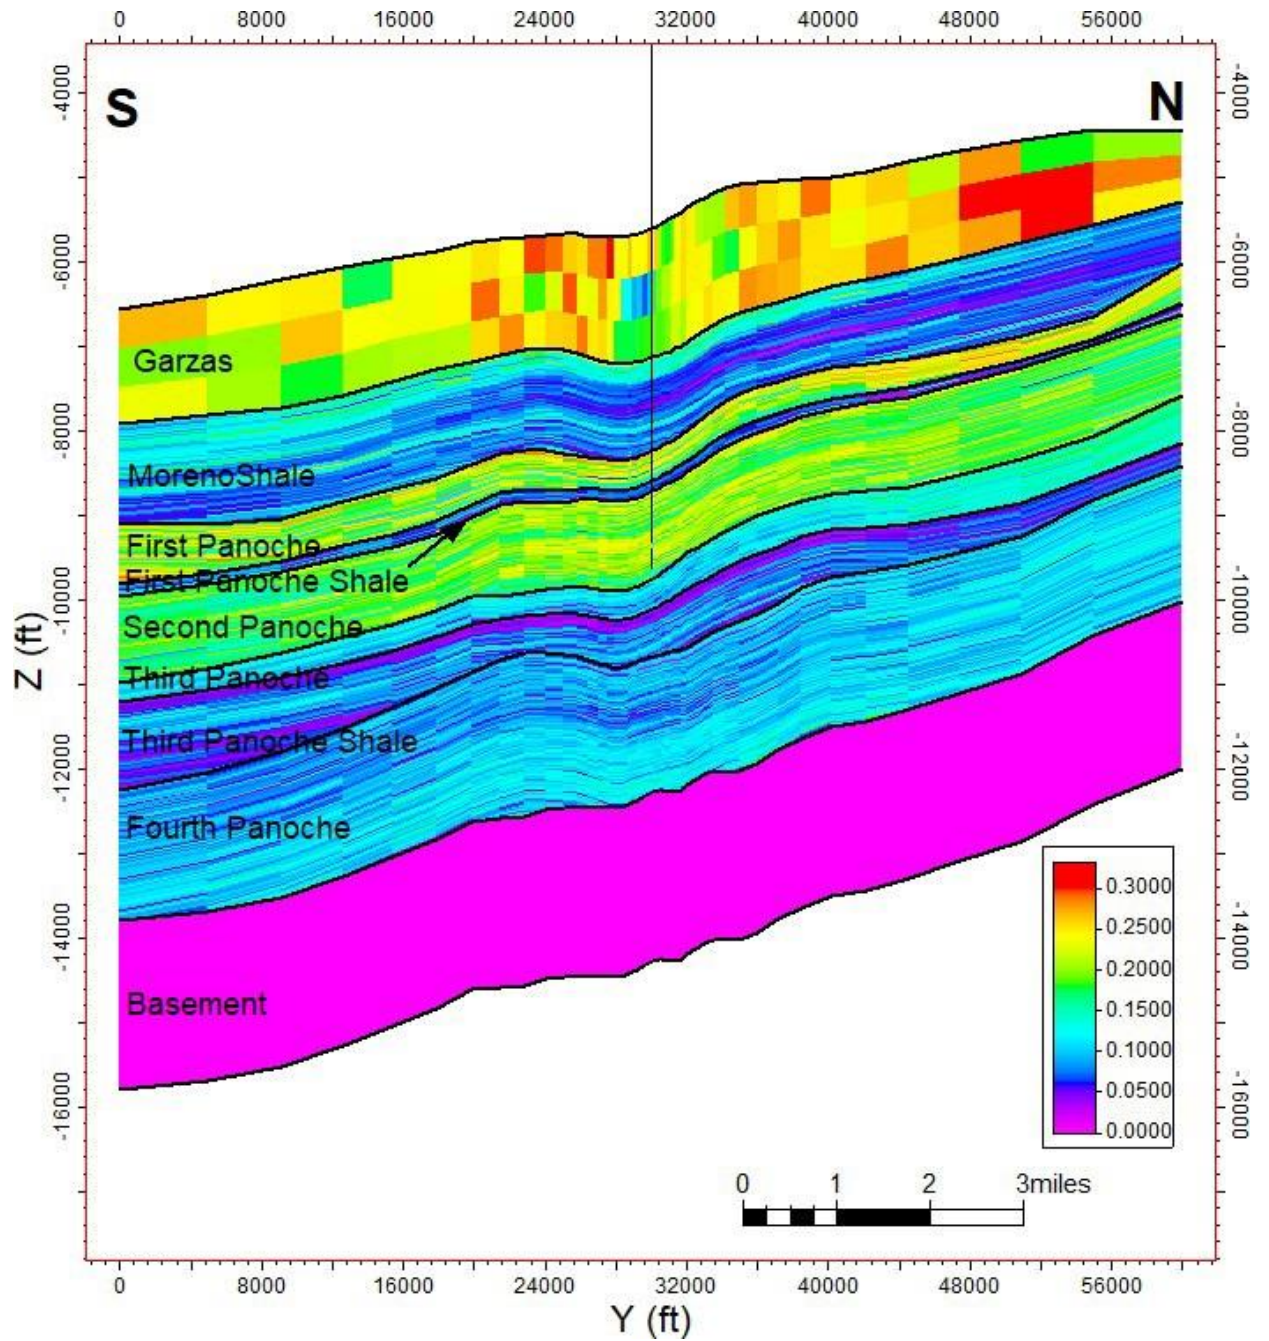 0 8000 16000 24000 32000 40000 48000 56000
S
N
-4000
-4000
-6000
-6000
Garzas
-8000
-8000
MorenoShale
First Panoche
First Panoche Shale
-10000
-10000
Second Panoche
Z (ft)
Third Panoche
Third Panoche Shale
-12000
-12000
Fourth Panoche
0.3000
0.2500
-14000
-14000
0.2000
Basement
0.1500
0.1000
0.0500
-16000
-16000
0.0000
0 1 2 3miles
0 8000 16000 24000 32000 40000 48000 56000
Y (ft)